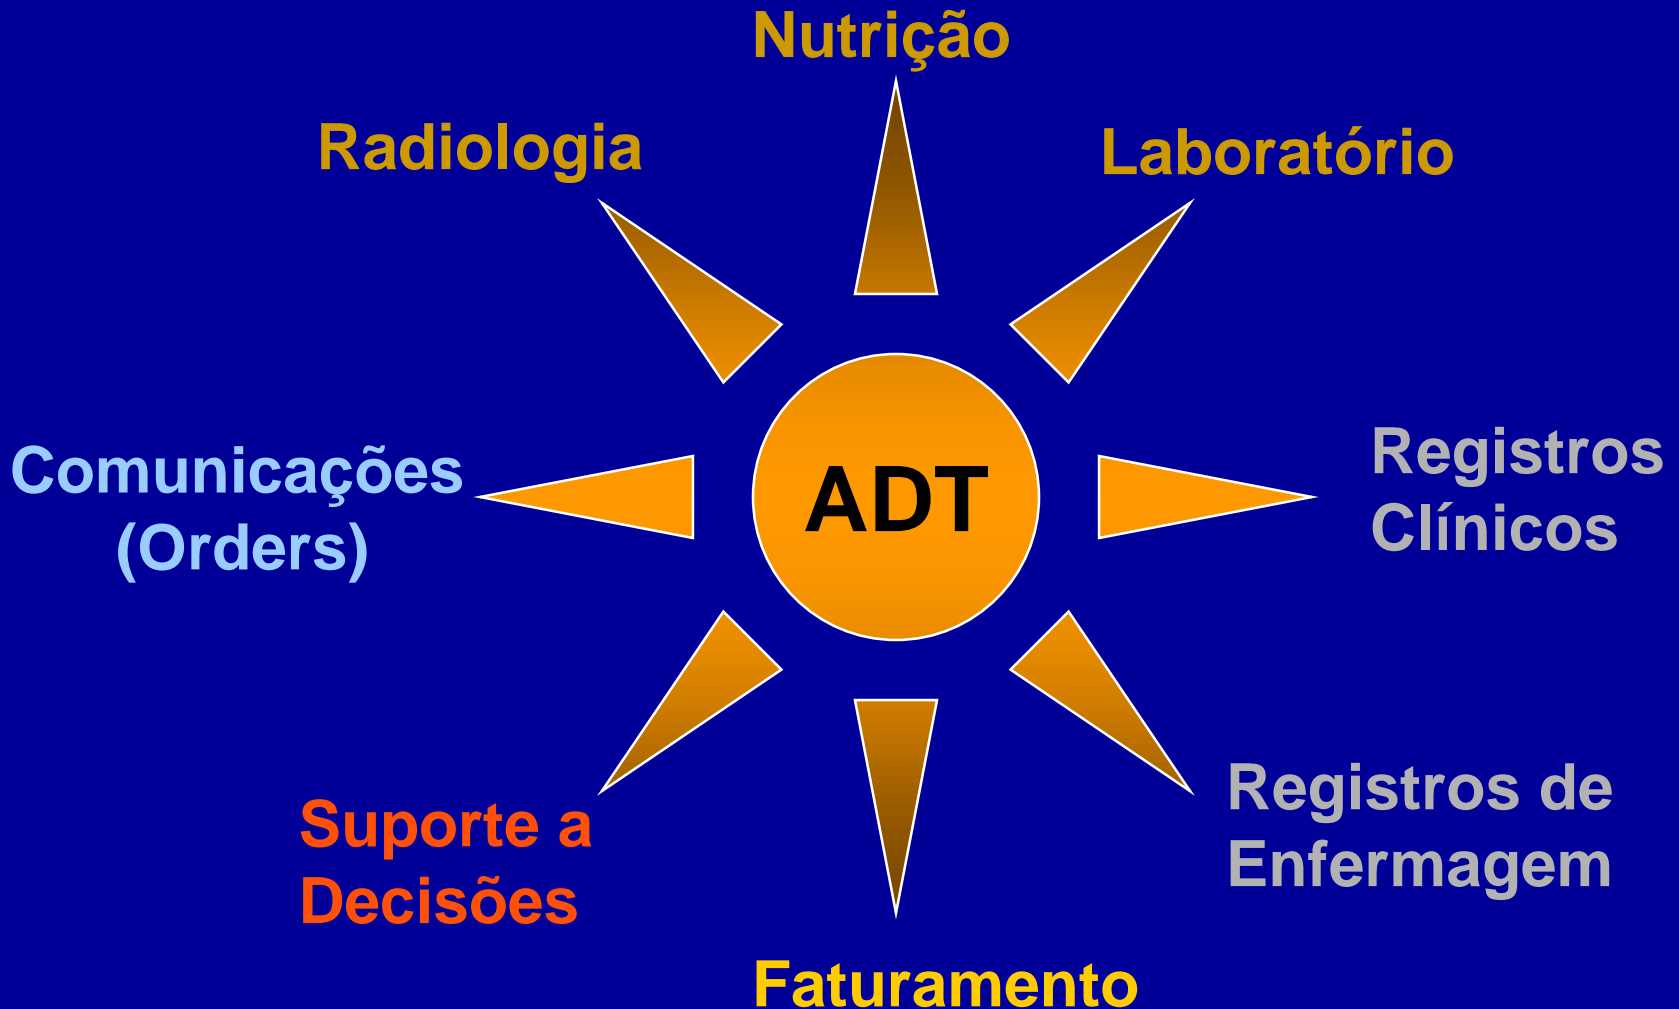 Nutrição
Radiologia
Laboratório
Comunicações
(Orders)
ADT
Registros
Clínicos
Suporte a
Decisões
Registros de
Enfermagem
Faturamento